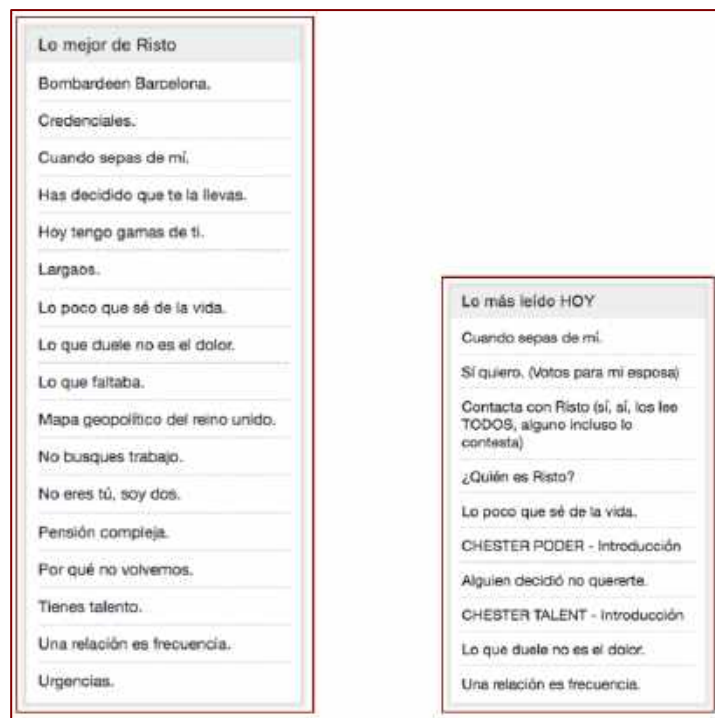 Lo mejor de Risto
Bombardeen Barcelona.
Credenciales.
Cuando sepas de mí.
Has decidido que te la llevas.
Hoy tengo gamas de ti.
Largaos.
Lo poco que sé de la vida.
Lo que duele no es el dolor.
Lo que faltaba.
Mapa geopolítico del reino unido.
No busques trabajo.
No eres tú, soy dos.
Pensión compleja.
Por qué no volvemos.
Tienes talento.
Una relación es frecuencia.
Urgencias.
Lo más leído HOY
Cuando sepas de mí.
Sí quiero. (Votos para mi esposa)
Contacta con Risto (sí, sí, los lee
TODOS, alguno incluso lo
contesta)
¿Quién es Risto?
Lo poco que sé de la vida.
CHESTER PODER - Introducción
Alguien decidió no quererte.
CHESTER TALENT - Introducción
Lo que duele no es el dolor.
Una relación es frecuencia.